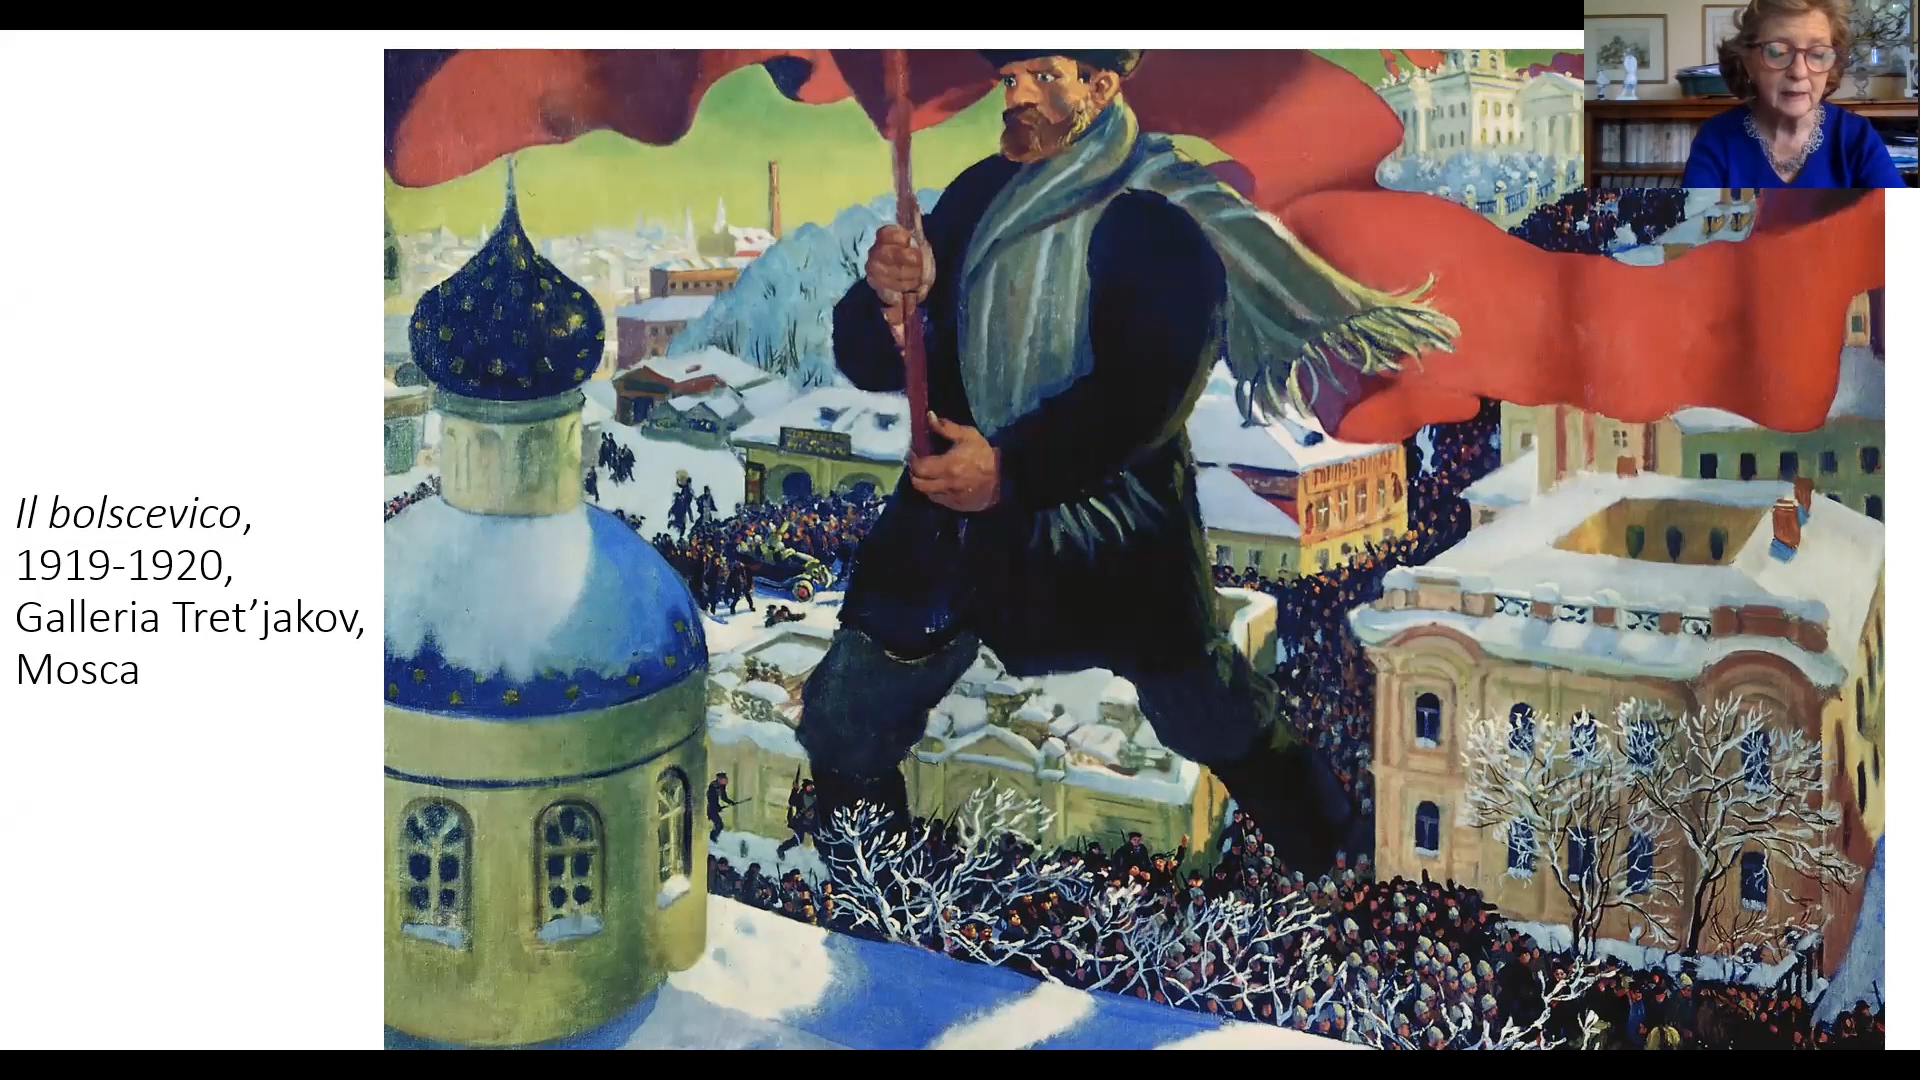 Il bolscevico,
1919-1920,
Galleria Tret’jakov,
Mosca